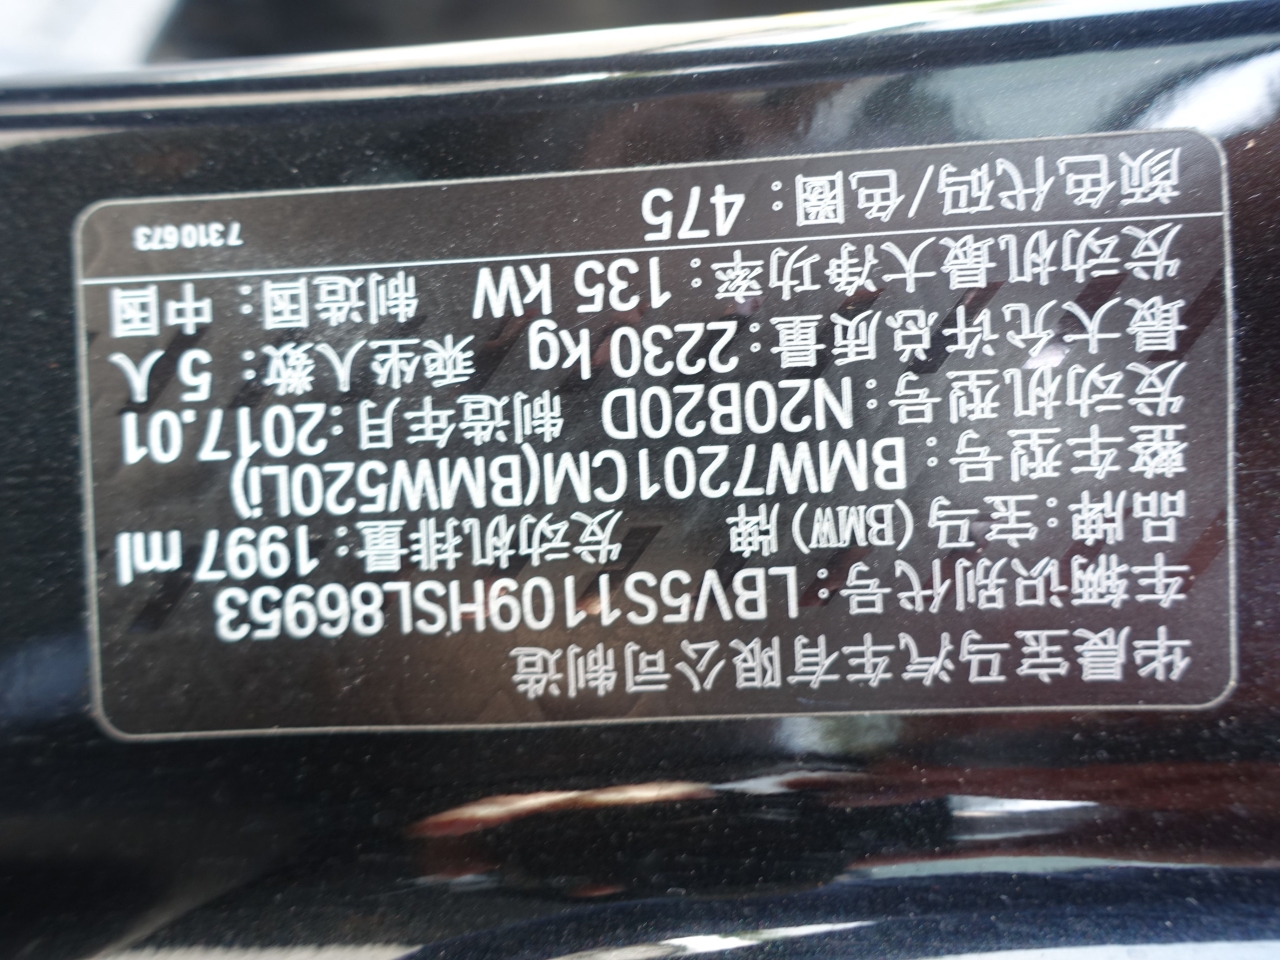 华晨宝马汽车有限公司制造
车辆识别代号：LBV5S1109HSL86953
品牌：宝马(BMW)牌 发动机排量：1997 ml
整车型号：BMW7201CM(BMW520Li)
发动机型号：N20B20D 制造年月：2017.01
最大允许总质量：2230 kg 乘坐人数：5人
发动机最大净功率：135 kW 制造国：中国
颜色代码/色圈：475
7310673